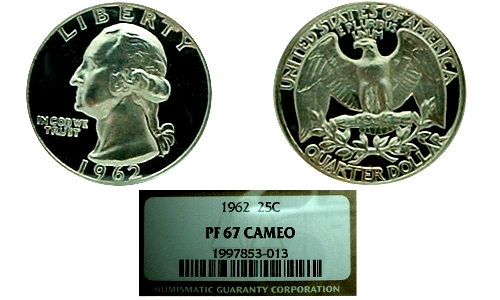 LIBERTY
IN GOD WE
TRUST
1962
UNITED STATES OF AMERICA
E PLURIBUS
UNUM
QUARTER DOLLAR
1962 25C
PF 67 CAMEO
1997853-013
NUMISMATIC GUARANTY CORPORATION